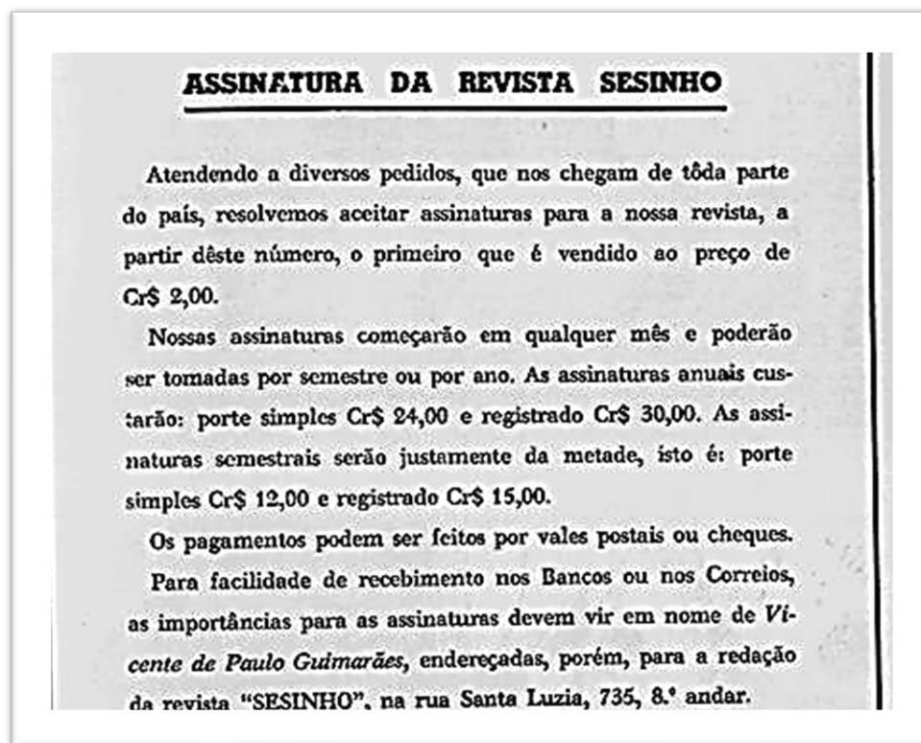 ASSINATURA DA REVISTA SESINHO
Atendendo a diversos pedidos, que nos chegam de tôda parte
do país, resolvemos aceitar assinaturas para a nossa revista, a
partir dêste número, o primeiro que é vendido ao preço de
Cr$ 2,00.
Nossas assinaturas começarão em qualquer mês e poderão
ser tomadas por semestre ou por ano. As assinaturas anuais cus-
tarão: porte simples Cr$ 24,00 e registrado Cr$ 30,00. As assi-
naturas semestrais serão justamente da metade, isto é: porte
simples Cr$ 12,00 e registrado Cr$ 15,00.
Os pagamentos podem ser feitos por vales postais ou cheques.
Para facilidade de recebimento nos Bancos ou nos Correios,
as importâncias para as assinaturas devem vir em nome de Vi-
cente de Paulo Guimarães, endereçadas, porém, para a redação
da revista "SESINHO", na rua Santa Luzia, 735, 8.º andar.